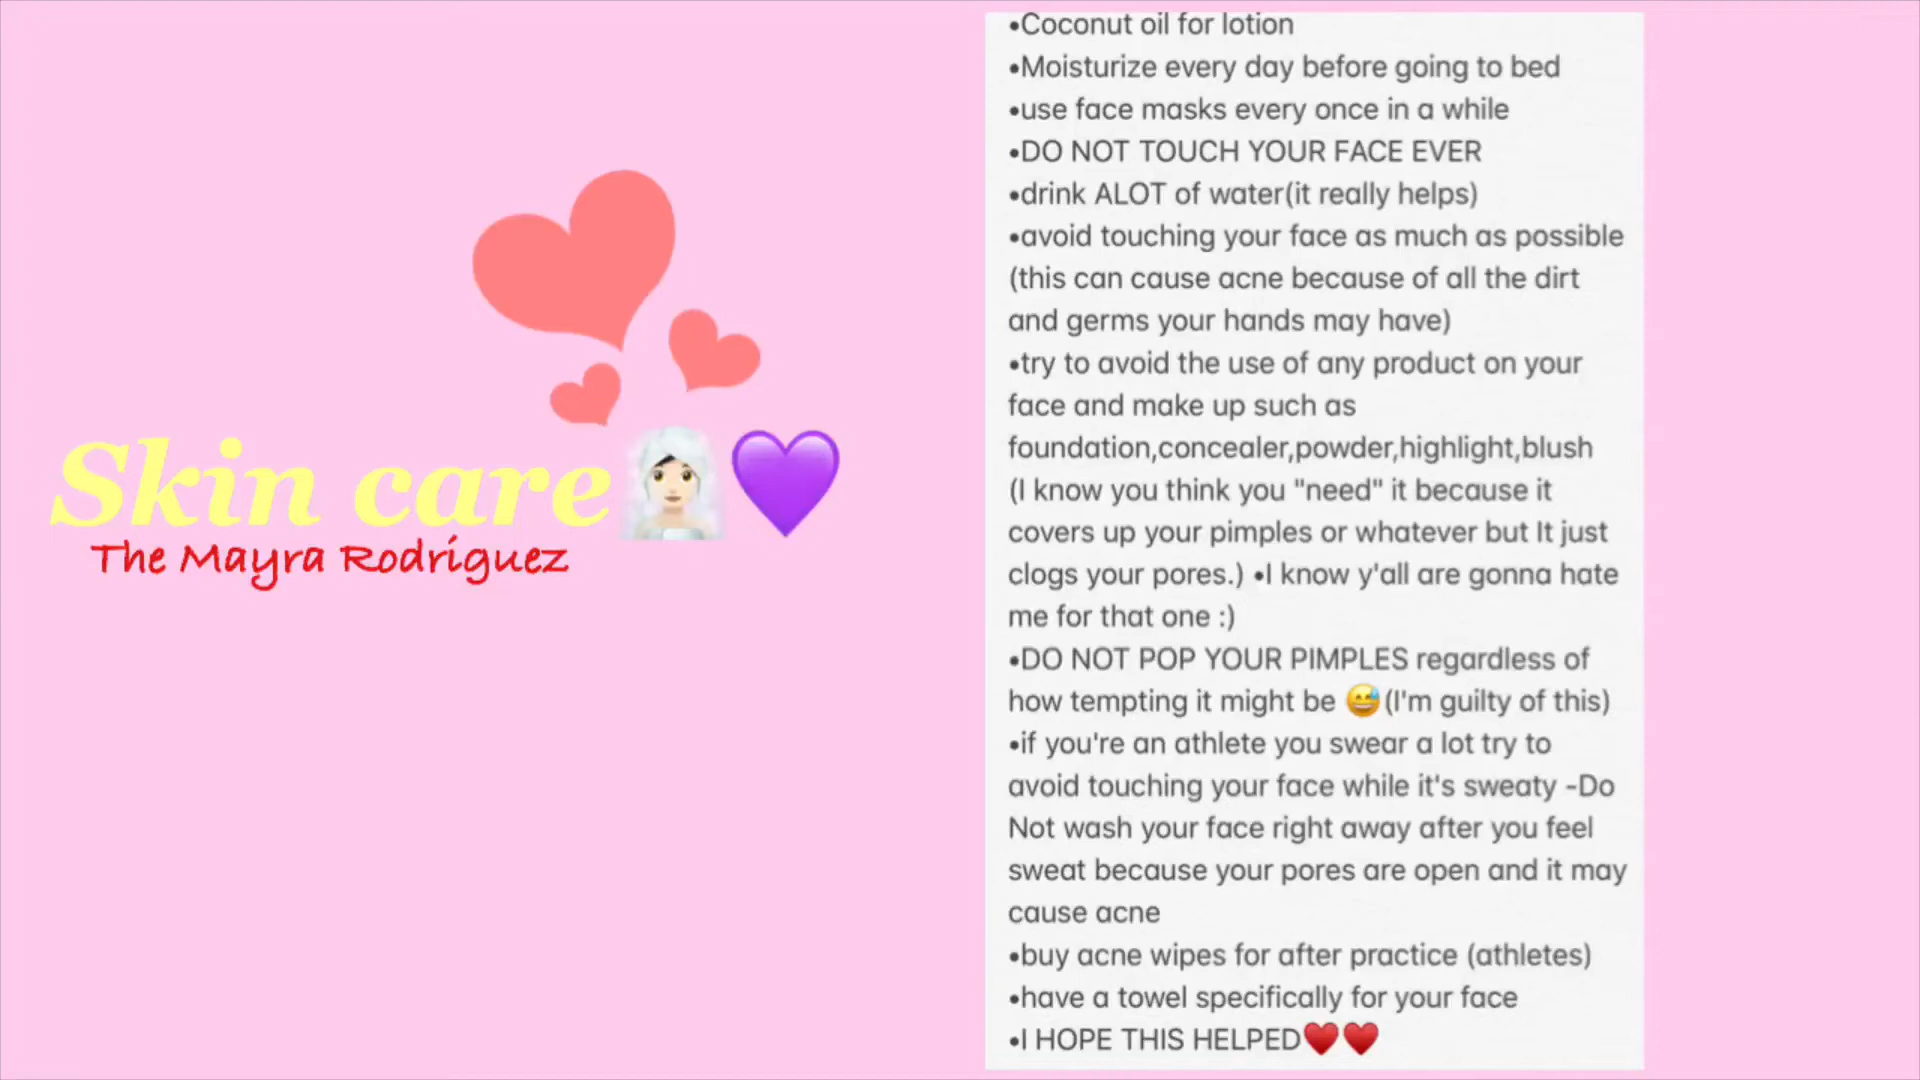 Skin care
The Mayra Rodriguez
•Coconut oil for lotion
•Moisturize every day before going to bed
•use face masks every once in a while
•DO NOT TOUCH YOUR FACE EVER
•drink ALOT of water(it really helps)
•avoid touching your face as much as possible
(this can cause acne because of all the dirt
and germs your hands may have)
•try to avoid the use of any product on your
face and make up such as
foundation,concealer,powder,highlight,blush
(I know you think you "need" it because it
covers up your pimples or whatever but It just
clogs your pores.) •I know y'all are gonna hate
me for that one :)
•DO NOT POP YOUR PIMPLES regardless of
how tempting it might be 😅(I'm guilty of this)
•if you're an athlete you swear a lot try to
avoid touching your face while it's sweaty -Do
Not wash your face right away after you feel
sweat because your pores are open and it may
cause acne
•buy acne wipes for after practice (athletes)
•have a towel specifically for your face
•I HOPE THIS HELPED♥️♥️